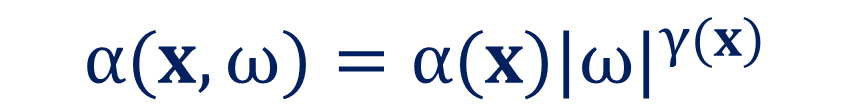 α(𝐱, ω) = α(𝐱)|ω|^γ(𝐱)